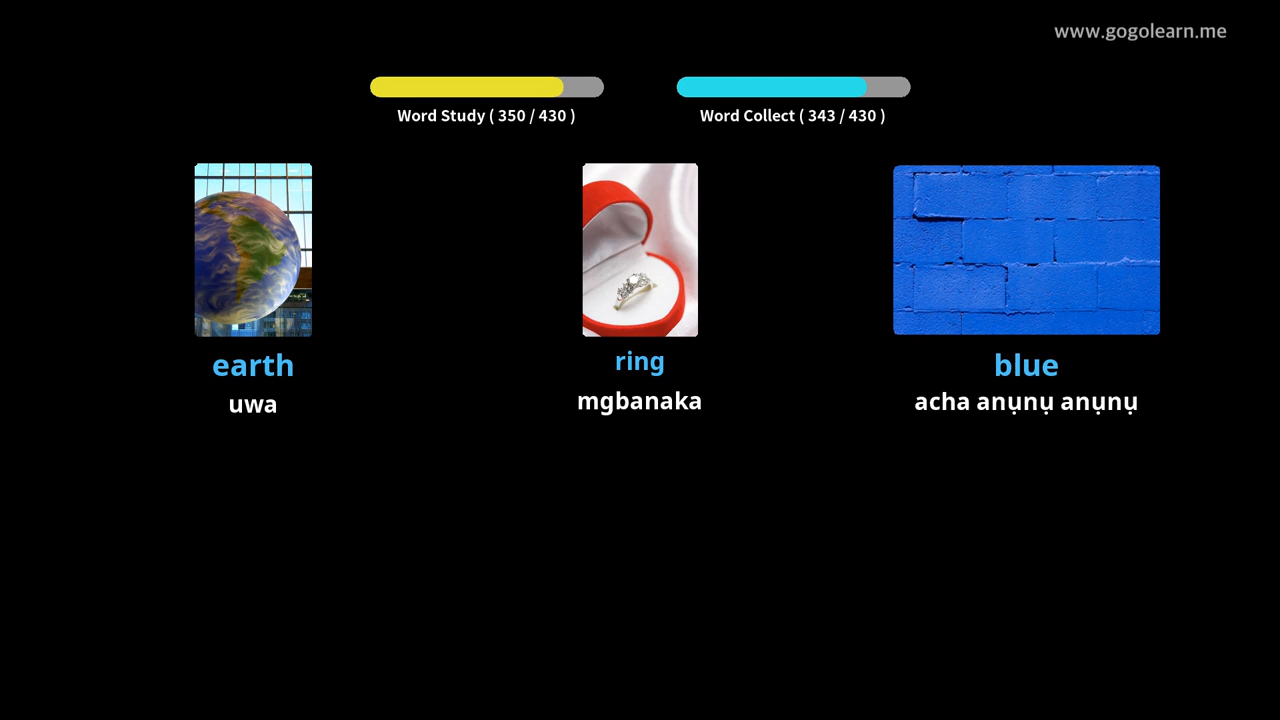 www.gogolearn.me
Word Study ( 350 / 430 )
Word Collect ( 343 / 430 )
earth
ring
blue
uwa
mgbanaka
acha anụnụ anụnụ